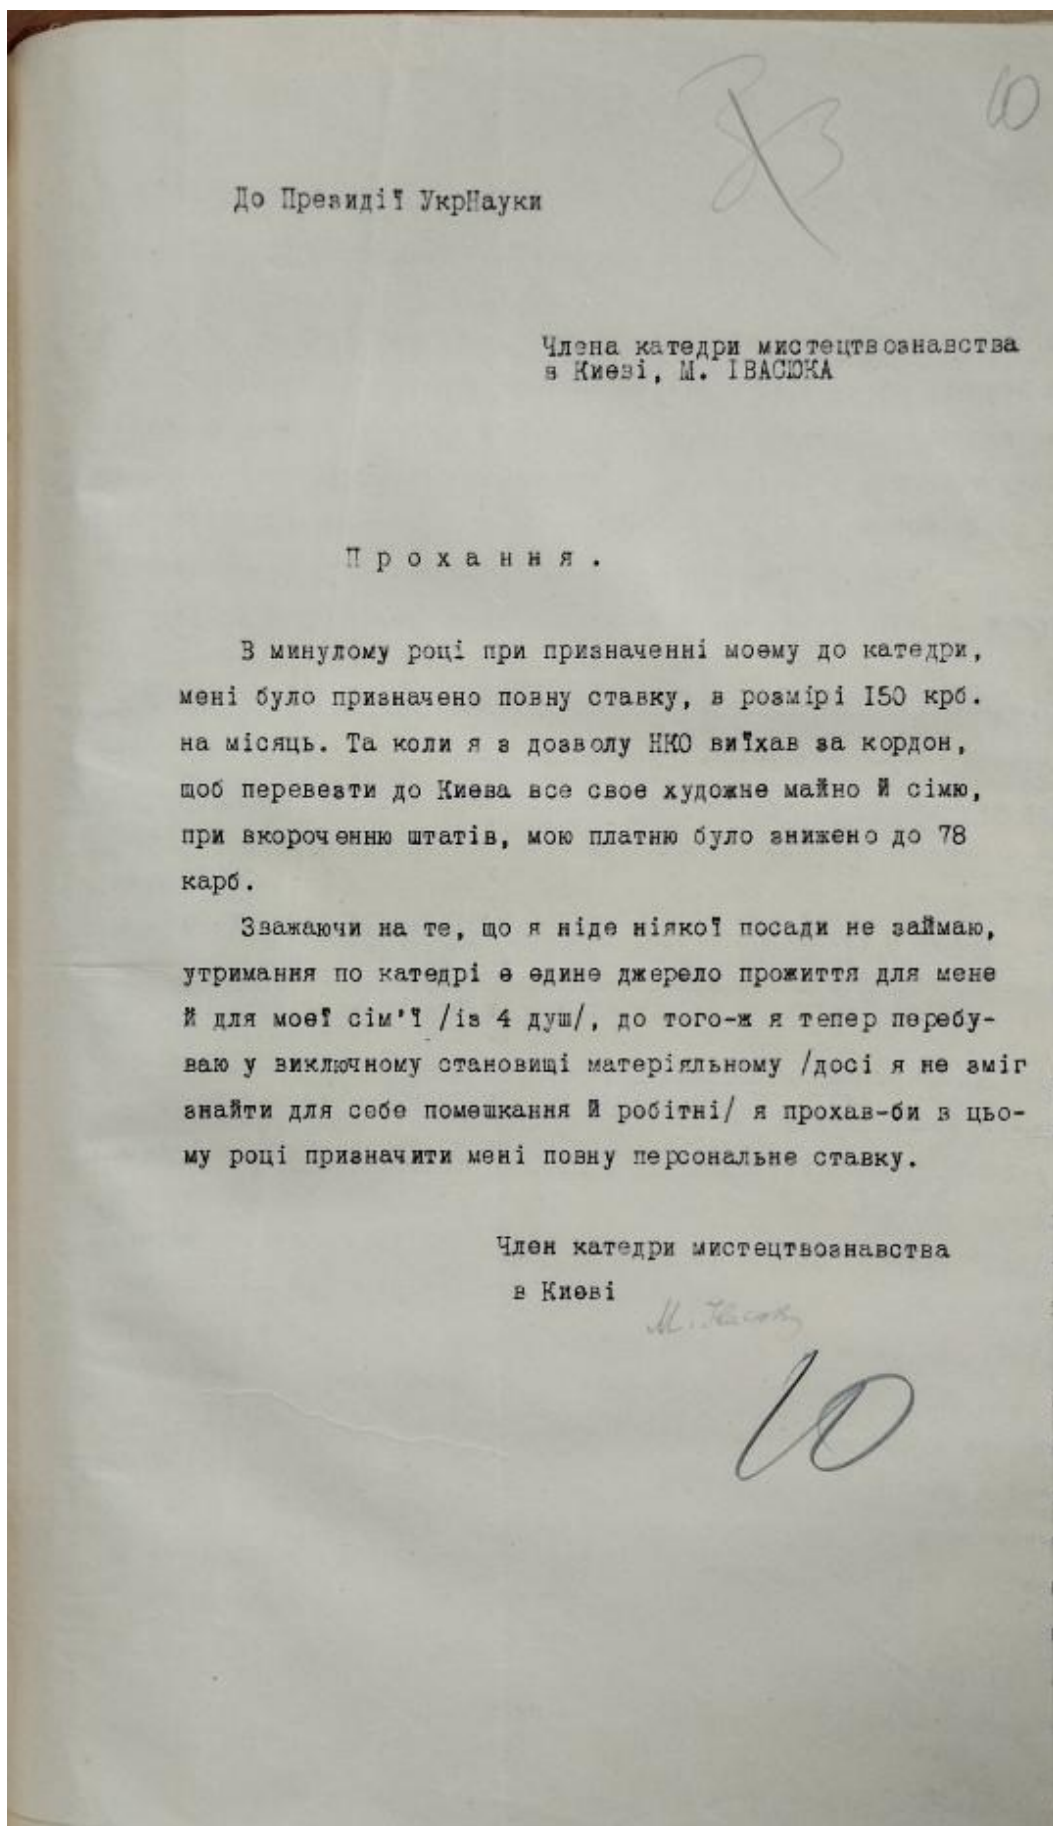 10
До Президії УкрНауки
Члена катедри мистецтвознавства
в Києві, М. ІВАСЮКА
Прохання.
В минулому році при призначенні моєму до катедри,
мені було призначено повну ставку, в розмірі 150 крб.
на місяць. Та коли я з дозволу НКО виїхав за кордон,
щоб перевезти до Києва все своє художнє майно й сімю,
при вкороченню штатів, мою платню було знижено до 78
карб.
Зважаючи на те, що я ніде ніякої посади не займаю,
утримання по катедрі є єдине джерело прожиття для мене
й для моєї сім'ї /із 4 душ/, до того-ж я тепер перебу-
ваю у виключному становищі матеріяльному /досі я не зміг
знайти для себе помешкання й робітні/ я прохав-би в цьо-
му році призначити мені повну персональне ставку.
Член катедри мистецтвознавства
в Києві
М. Івасюк
10